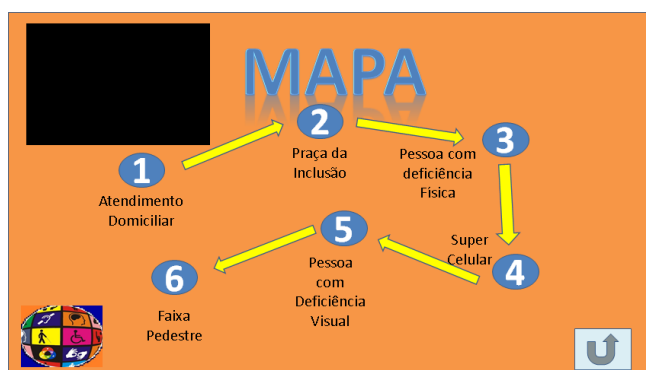 MAPA
1
Atendimento
Domiciliar
2
Praça da
Inclusão
3
Pessoa com
deficiência
Física
4
Super
Celular
5
Pessoa
com
Deficiência
Visual
6
Faixa
Pedestre